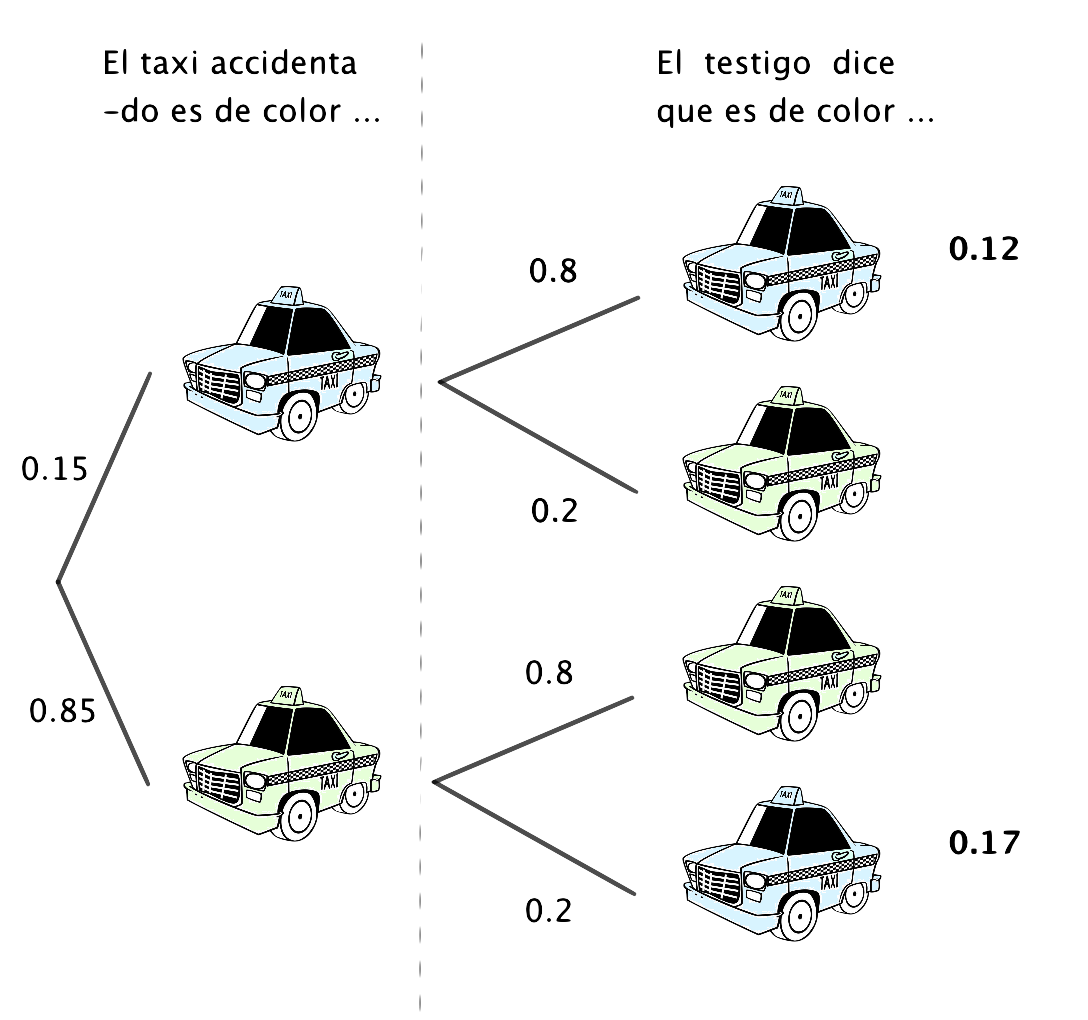 El taxi accidenta
-do es de color ...
El testigo dice
que es de color ...
TAXI
TAXI
0.15
0.85
TAXI
TAXI
0.8
0.2
TAXI
TAXI
0.12
TAXI
TAXI
0.8
0.2
TAXI
TAXI
TAXI
TAXI
0.17